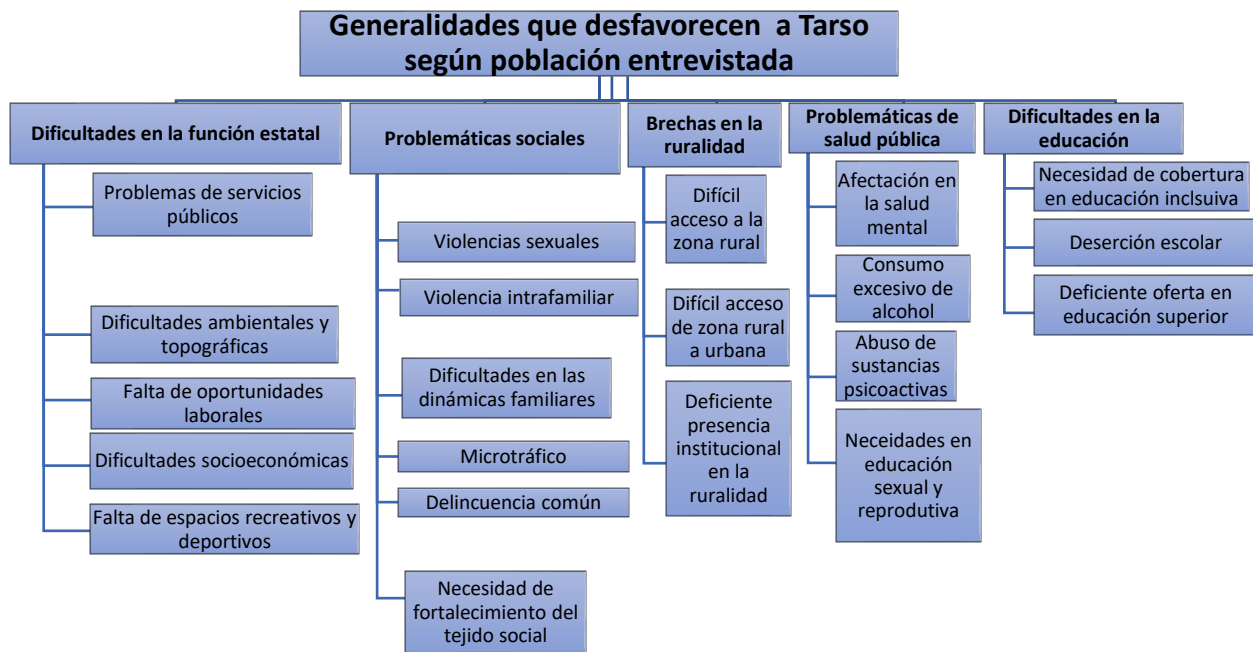 Generalidades que desfavorecen a Tarso
según población entrevistada
Dificultades en la función estatal
Problemas de servicios
públicos
Dificultades ambientales y
topográficas
Falta de oportunidades
laborales
Dificultades socioeconómicas
Falta de espacios recreativos y
deportivos
Problemáticas sociales
Violencias sexuales
Violencia intrafamiliar
Dificultades en las
dinámicas familiares
Microtráfico
Delincuencia común
Necesidad de
fortalecimiento del
tejido social
Brechas en la
ruralidad
Difícil
acceso a la
zona rural
Difícil acceso
de zona rural
a urbana
Deficiente
presencia
institucional
en la
ruralidad
Problemáticas de
salud pública
Afectación en
la salud
mental
Consumo
excesivo de
alcohol
Abuso de
sustancias
psicoactivas
Neceidades en
educación
sexual y
reprodutiva
Dificultades en la
educación
Necesidad de cobertura
en educación inclsuiva
Deserción escolar
Deficiente oferta en
educación superior